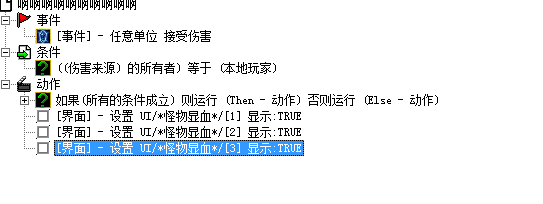 啊啊啊啊啊啊啊啊啊啊啊啊
事件
[事件] - 任意单位 接受伤害
条件
((伤害来源) 的所有者) 等于 (本地玩家)
动作
如果(所有的条件成立) 则运行 (Then - 动作) 否则运行 (Else - 动作)
[界面] - 设置 UI/*怪物显血*/[1] 显示:TRUE
[界面] - 设置 UI/*怪物显血*/[2] 显示:TRUE
[界面] - 设置 UI/*怪物显血*/[3] 显示:TRUE